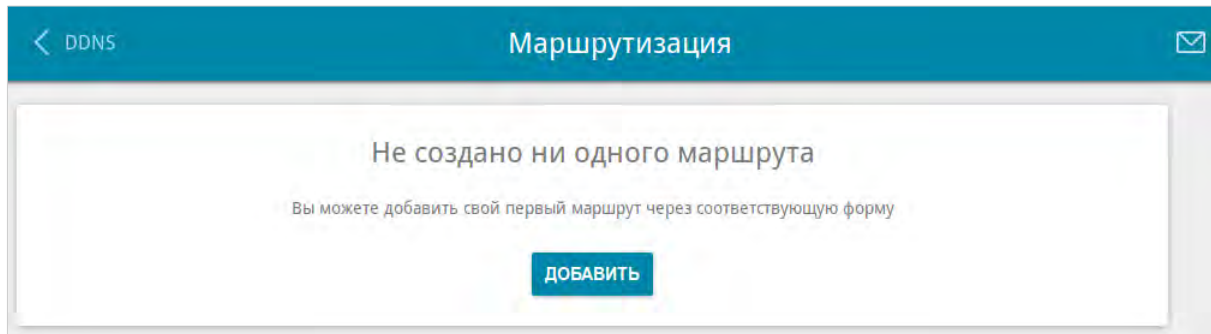 DDNS
Маршрутизация
Не создано ни одного маршрута
Вы можете добавить свой первый маршрут через соответствующую форму
ДОБАВИТЬ